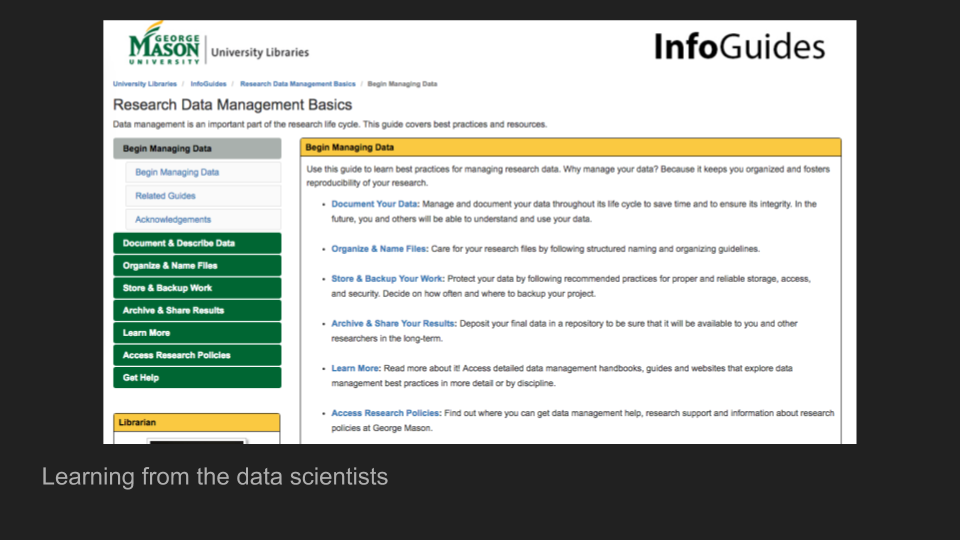 GEORGE
MASON
UNIVERSITY
University Libraries
InfoGuides
University Libraries / InfoGuides / Research Data Management Basics / Begin Managing Data
Research Data Management Basics
Data management is an important part of the research life cycle. This guide covers best practices and resources.
Begin Managing Data
Begin Managing Data
Related Guides
Acknowledgements
Document & Describe Data
Organize & Name Files
Store & Backup Work
Archive & Share Results
Learn More
Access Research Policies
Get Help
Librarian
Begin Managing Data
Use this guide to learn best practices for managing research data. Why manage your data? Because it keeps you organized and fosters
reproducibility of your research.
• Document Your Data: Manage and document your data throughout its life cycle to save time and to ensure its integrity. In the
future, you and others will be able to understand and use your data.
• Organize & Name Files: Care for your research files by following structured naming and organizing guidelines.
• Store & Backup Your Work: Protect your data by following recommended practices for proper and reliable storage, access,
and security. Decide on how often and where to backup your project.
• Archive & Share Your Results: Deposit your final data in a repository to be sure that it will be available to you and other
researchers in the long-term.
• Learn More: Read more about it! Access detailed data management handbooks, guides and websites that explore data
management best practices in more detail or by discipline.
• Access Research Policies: Find out where you can get data management help, research support and information about research
policies at George Mason.
Learning from the data scientists